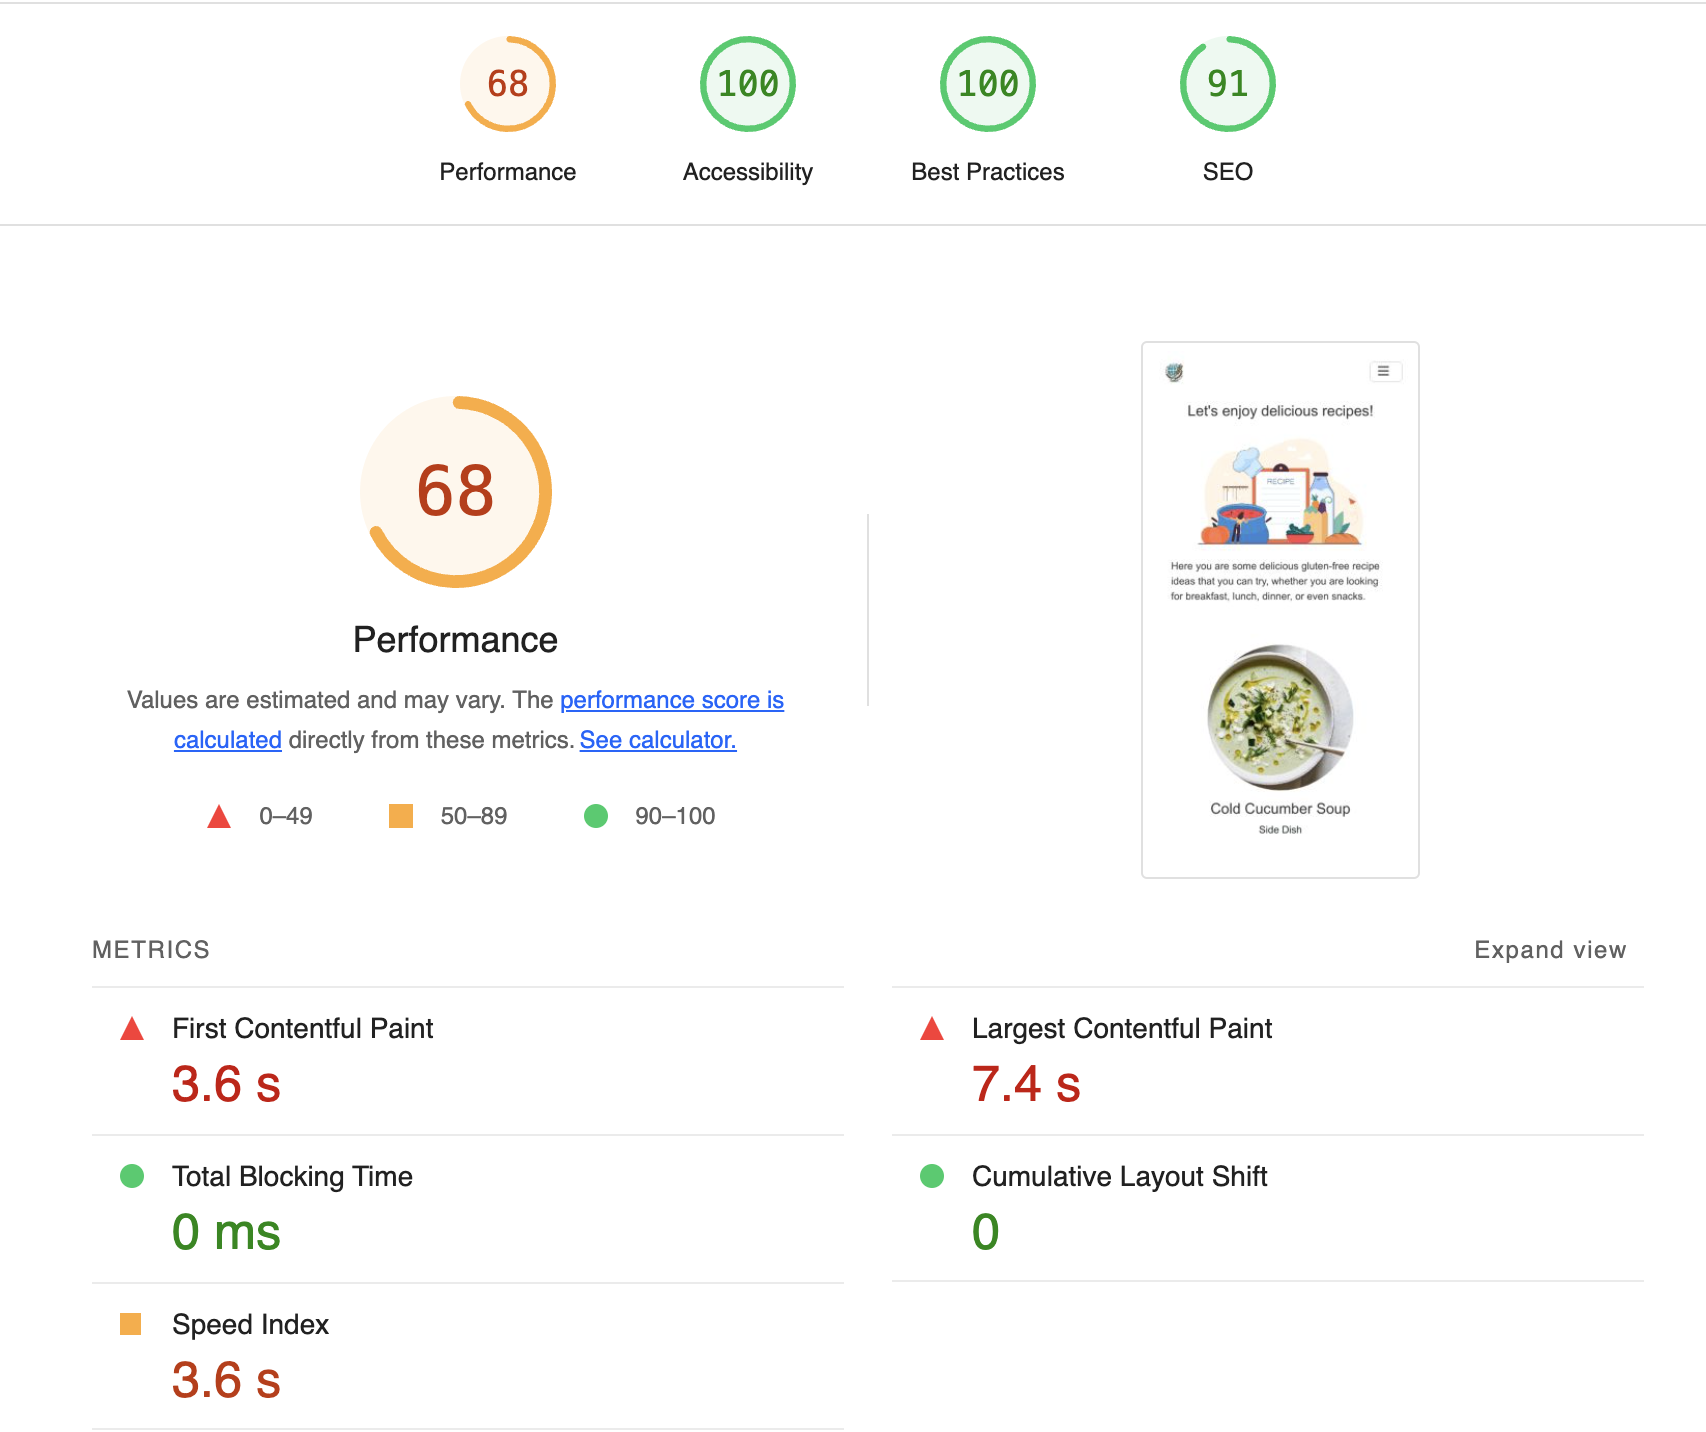 68
100
100
91
Performance
Accessibility
Best Practices
SEO
68
Performance
Values are estimated and may vary. The performance score is
calculated directly from these metrics. See calculator.
0–49
50–89
90–100
Let's enjoy delicious recipes!
RECIPE
Here you are some delicious gluten-free recipe
ideas that you can try, whether you are looking
for breakfast, lunch, dinner, or even snacks.
Cold Cucumber Soup
Side Dish
METRICS
Expand view
First Contentful Paint
3.6 s
Largest Contentful Paint
7.4 s
Total Blocking Time
0 ms
Cumulative Layout Shift
0
Speed Index
3.6 s